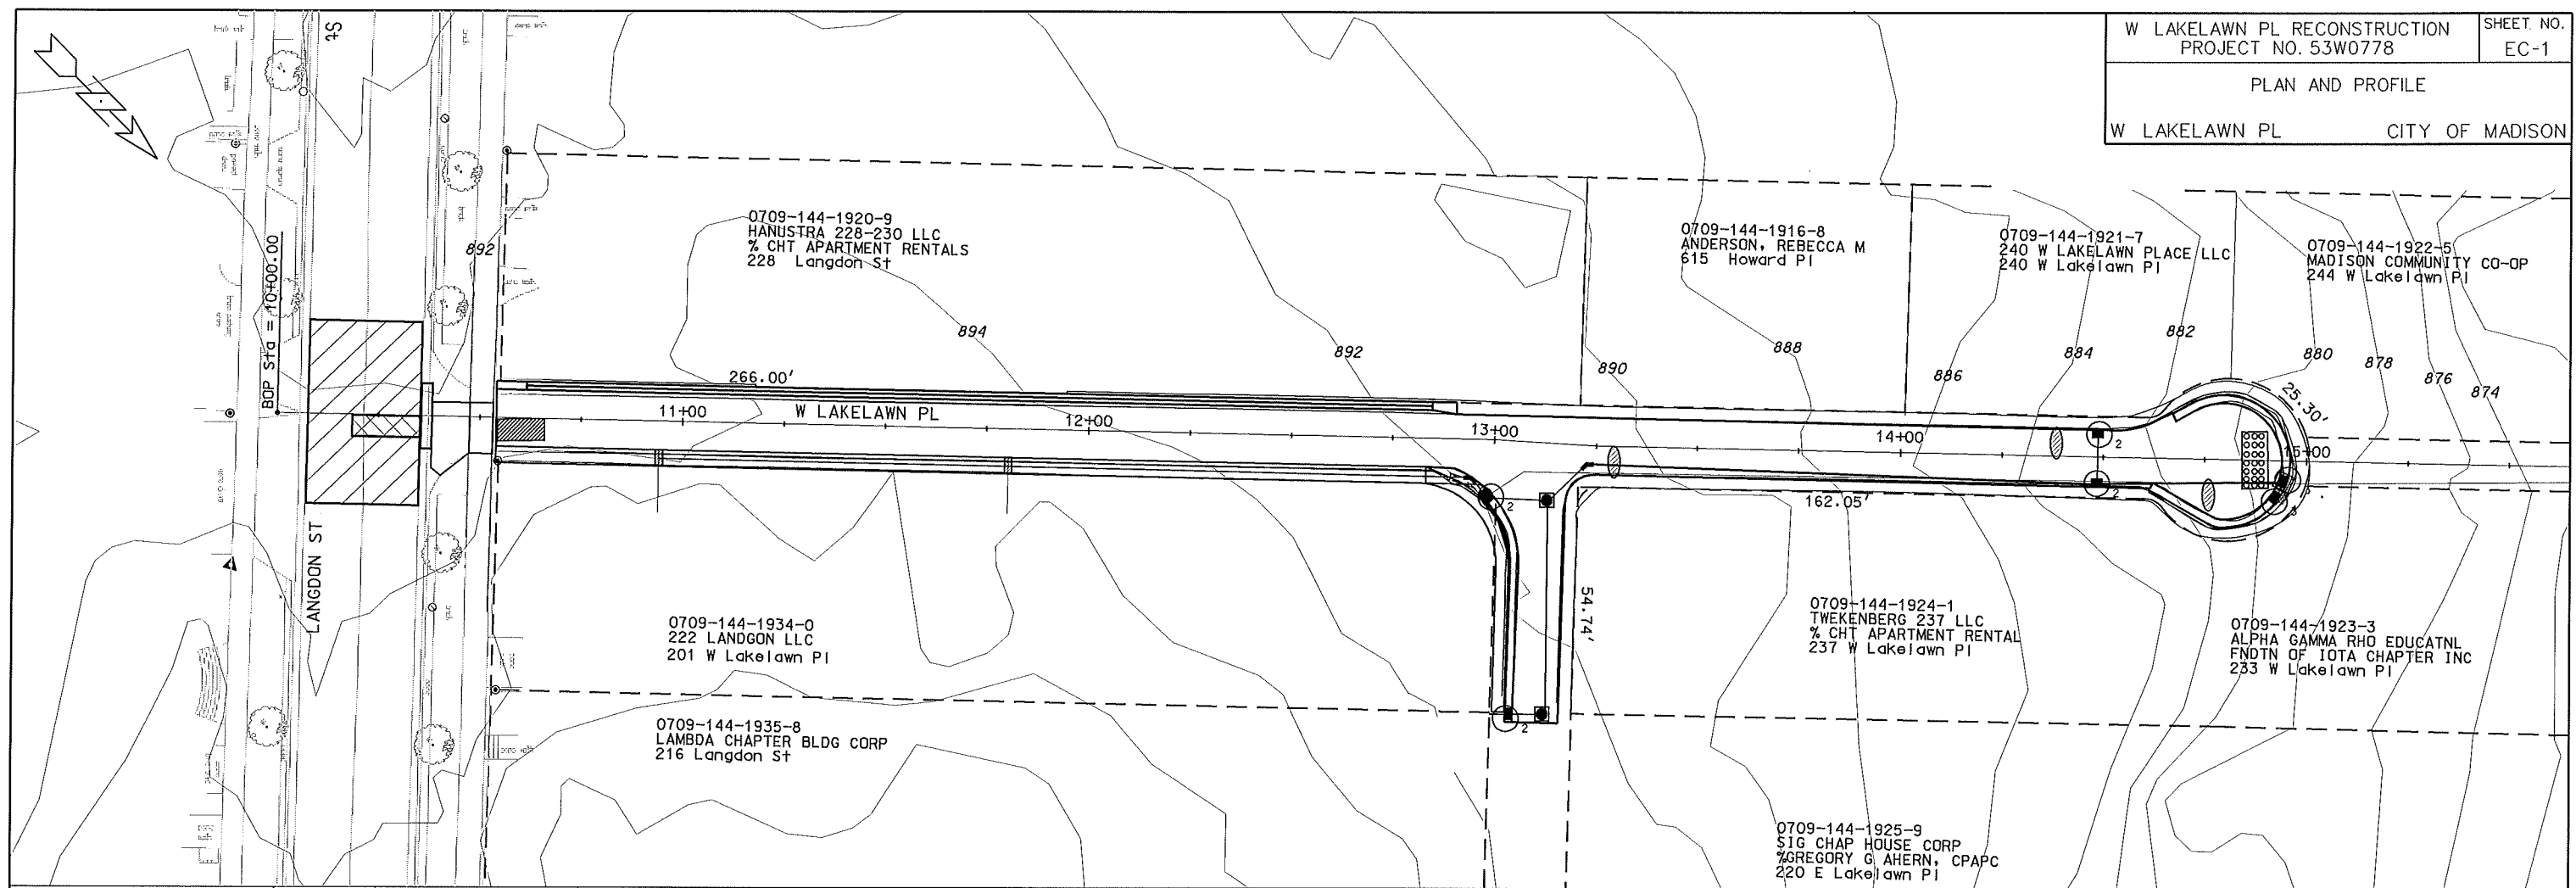 W LAKELAWN PL RECONSTRUCTION
PROJECT NO. 53W0778
SHEET NO.
EC-1
PLAN AND PROFILE
W LAKELAWN PL CITY OF MADISON
St
BOP Sta = 10+00.00
LANGDON ST
892
0709-144-1920-9
HANUSTRA 228-230 LLC
% CHT APARTMENT RENTALS
228 Langdon St
894
892
0709-144-1916-8
ANDERSON, REBECCA M
615 Howard Pl
890
888
0709-144-1921-7
240 W LAKELAWN PLACE LLC
240 W Lakelawn Pl
886
884
882
0709-144-1922-5
MADISON COMMUNITY CO-OP
244 W Lakelawn Pl
880
878
876
874
266.00'
W LAKELAWN PL
11+00
12+00
13+00
14+00
15+00
25.30'
162.05'
54.74'
2
2
2
2
3
0709-144-1934-0
222 LANDGON LLC
201 W Lakelawn Pl
0709-144-1935-8
LAMBDA CHAPTER BLDG CORP
216 Langdon St
0709-144-1924-1
TWEKENBERG 237 LLC
% CHT APARTMENT RENTAL
237 W Lakelawn Pl
0709-144-1923-3
ALPHA GAMMA RHO EDUCATNL
FNDTN OF IOTA CHAPTER INC
233 W Lakelawn Pl
0709-144-1925-9
SIG CHAP HOUSE CORP
%GREGORY G AHERN, CPAPC
220 E Lakelawn Pl